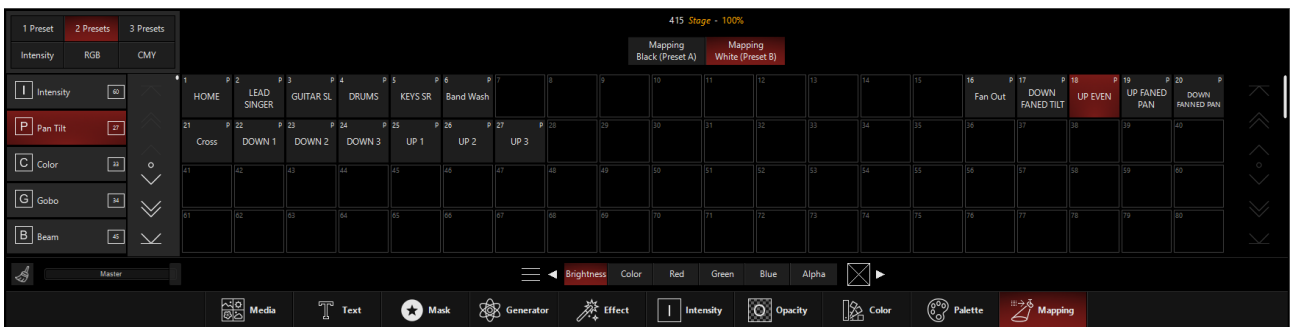 415 Stage - 100%
1 Preset 2 Presets 3 Presets
Intensity RGB CMY
Mapping Black (Preset A)
Mapping White (Preset B)
I Intensity 60
P Pan Tilt 27
C Color 33
G Gobo 34
B Beam 45
1 P HOME
2 P LEAD SINGER
3 P GUITAR SL
4 P DRUMS
5 P KEYS SR
6 P Band Wash
7 8 9 10 11 12 13 14 15
16 P Fan Out
17 P DOWN FANED TILT
18 P UP EVEN
19 P UP FANED PAN
20 P DOWN FANNED PAN
21 P Cross
22 P DOWN 1
23 P DOWN 2
24 P DOWN 3
25 P UP 1
26 P UP 2
27 P UP 3
28 29 30 31 32 33 34 35 36 37 38 39 40
41 42 43 44 45 46 47 48 49 50 51 52 53 54 55 56 57 58 59 60
61 62 63 64 65 66 67 68 69 70 71 72 73 74 75 76 77 78 79 80
Master
Brightness Color Red Green Blue Alpha
Media T Text Mask Generator Effect I Intensity Opacity Color Palette Mapping